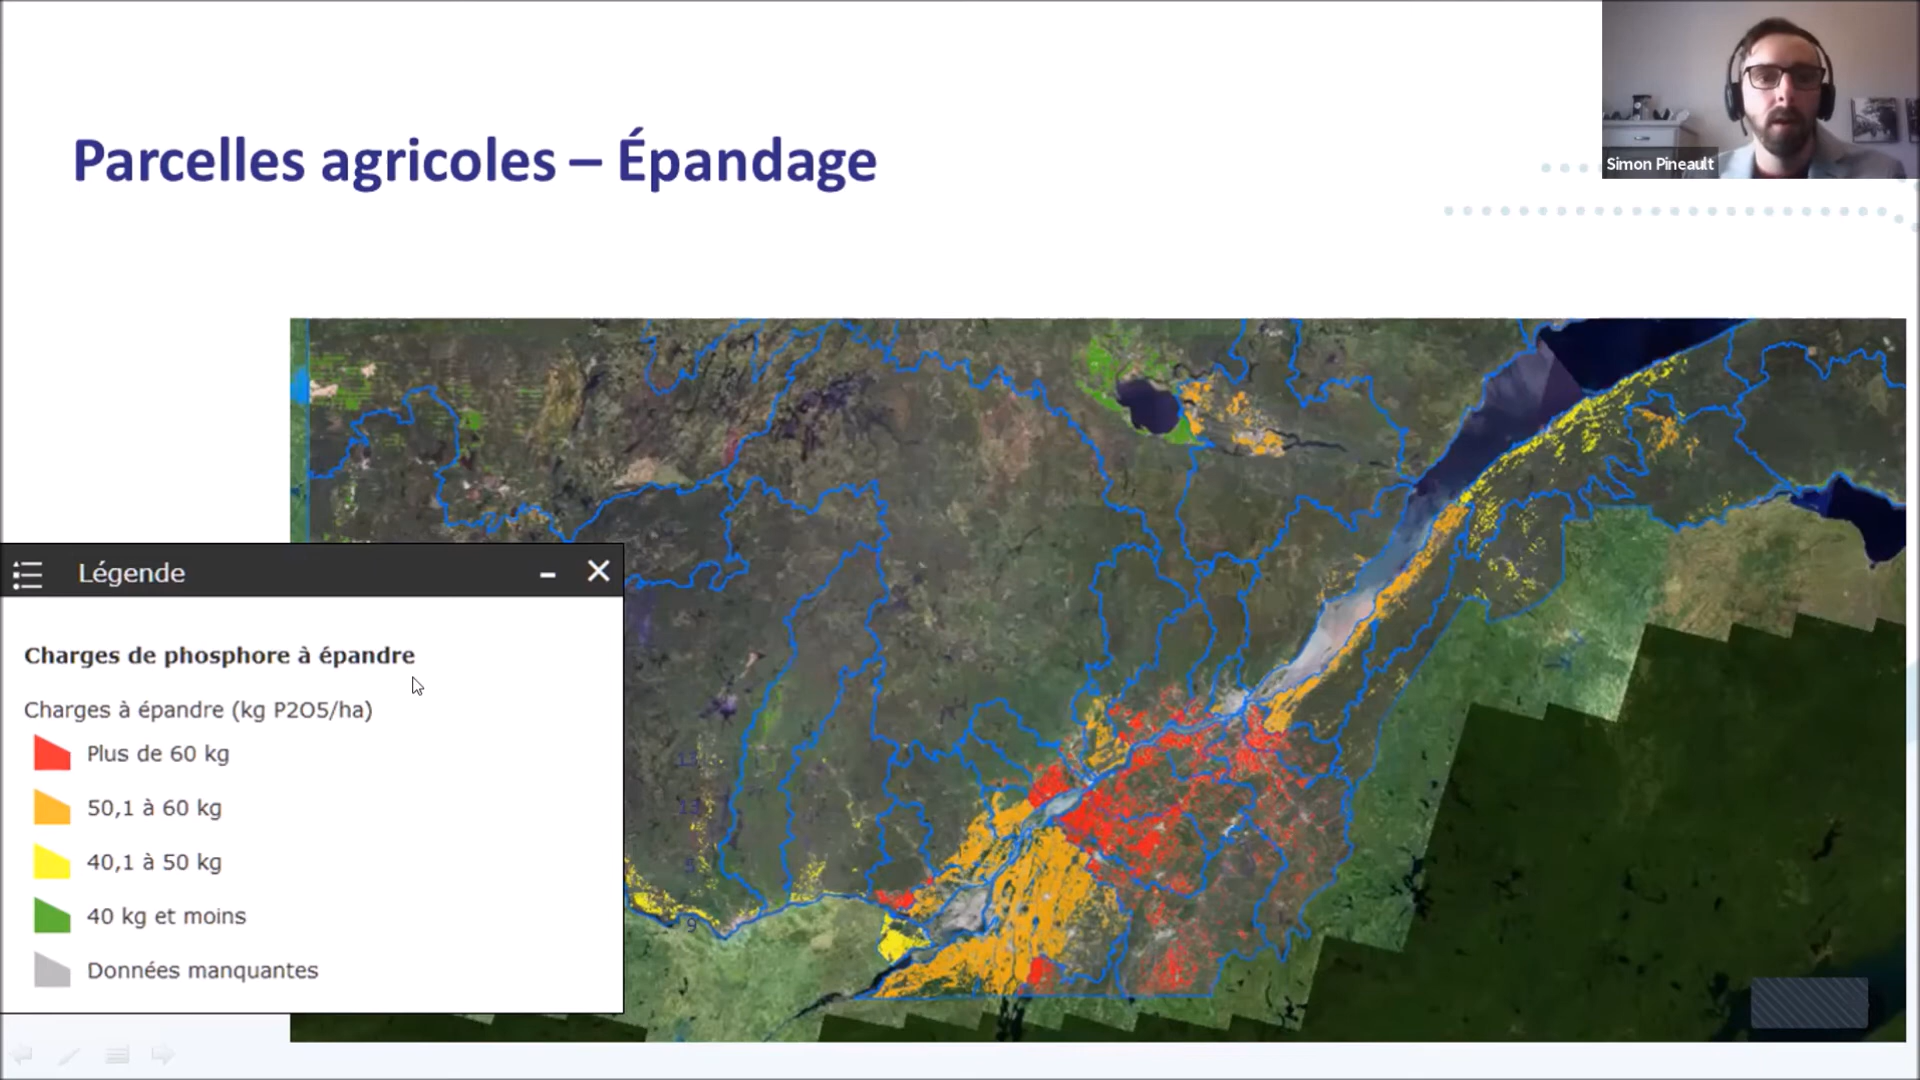 Simon Pineault
Parcelles agricoles – Épandage
Légende
Charges de phosphore à épandre
Charges à épandre (kg P2O5/ha)
Plus de 60 kg
50,1 à 60 kg
40,1 à 50 kg
40 kg et moins
Données manquantes
9